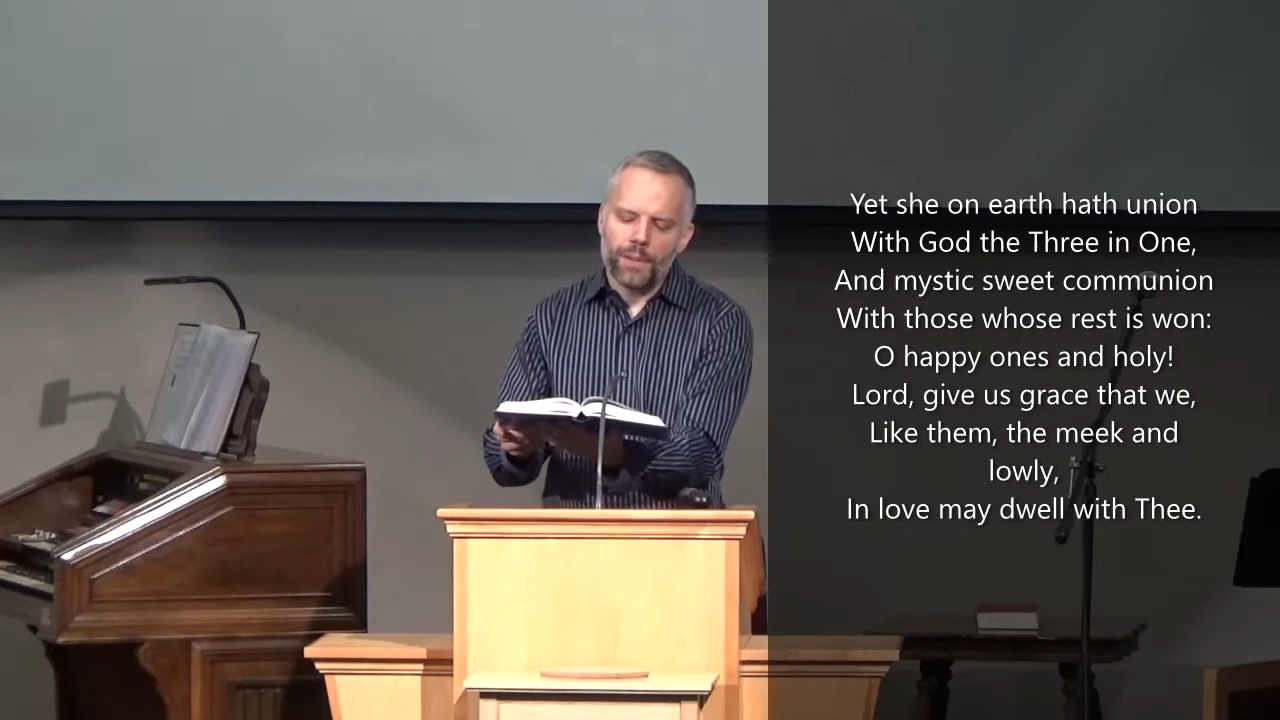 Yet she on earth hath union
With God the Three in One,
And mystic sweet communion
With those whose rest is won:
O happy ones and holy!
Lord, give us grace that we,
Like them, the meek and
lowly,
In love may dwell with Thee.